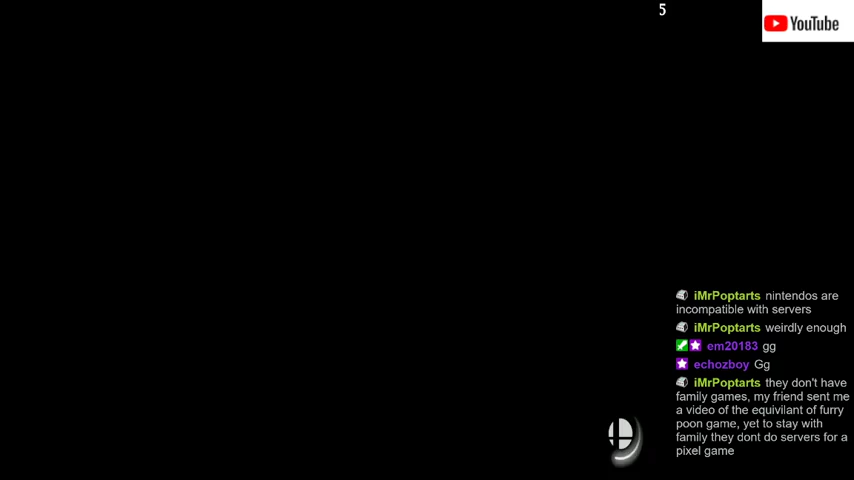 5
YouTube
iMrPoptarts nintendos are
incompatible with servers
iMrPoptarts weirdly enough
em20183 gg
echozboy Gg
iMrPoptarts they don't have
family games, my friend sent me
a video of the equivilant of furry
poon game, yet to stay with
family they dont do servers for a
pixel game